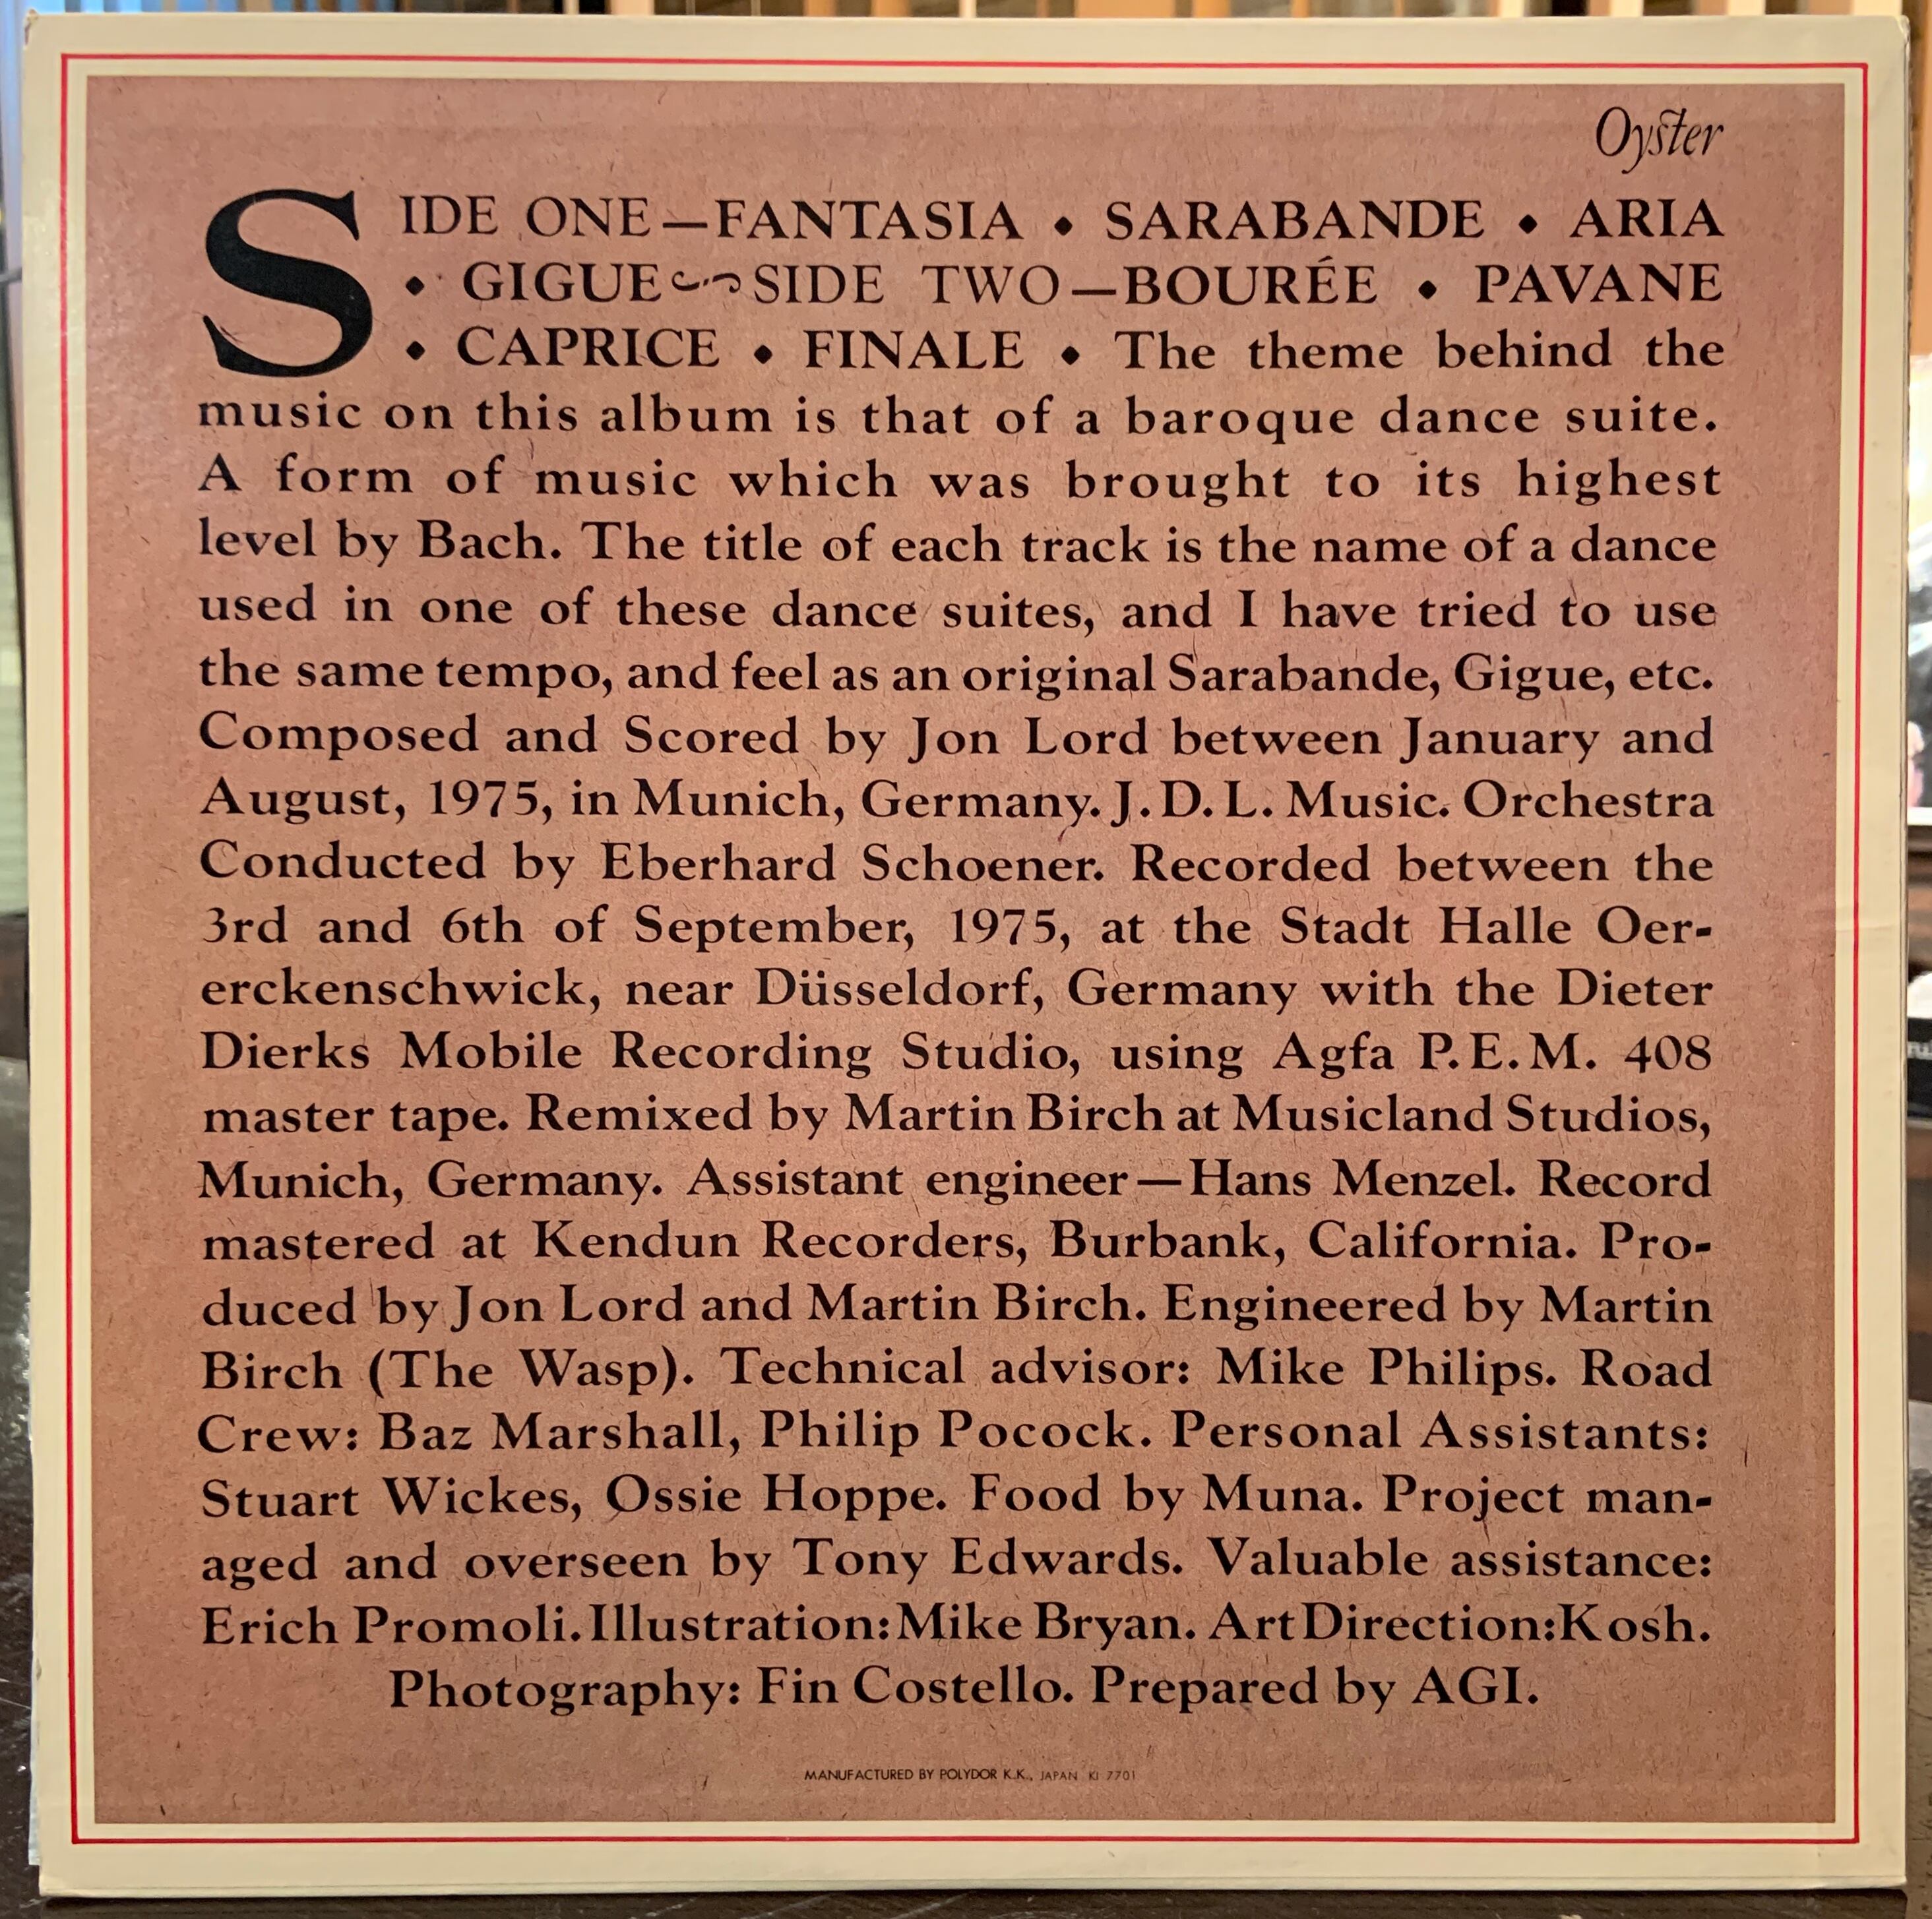 Oyster
SIDE ONE—FANTASIA • SARABANDE • ARIA
• GIGUE SIDE TWO—BOURÉE • PAVANE
• CAPRICE • FINALE • The theme behind the
music on this album is that of a baroque dance suite.
A form of music which was brought to its highest
level by Bach. The title of each track is the name of a dance
used in one of these dance suites, and I have tried to use
the same tempo, and feel as an original Sarabande, Gigue, etc.
Composed and Scored by Jon Lord between January and
August, 1975, in Munich, Germany. J. D. L. Music. Orchestra
Conducted by Eberhard Schoener. Recorded between the
3rd and 6th of September, 1975, at the Stadt Halle Oer-
erckenschwick, near Düsseldorf, Germany with the Dieter
Dierks Mobile Recording Studio, using Agfa P. E. M. 408
master tape. Remixed by Martin Birch at Musicland Studios,
Munich, Germany. Assistant engineer—Hans Menzel. Record
mastered at Kendun Recorders, Burbank, California. Pro-
duced by Jon Lord and Martin Birch. Engineered by Martin
Birch (The Wasp). Technical advisor: Mike Philips. Road
Crew: Baz Marshall, Philip Pocock. Personal Assistants:
Stuart Wickes, Ossie Hoppe. Food by Muna. Project man-
aged and overseen by Tony Edwards. Valuable assistance:
Erich Promoli. Illustration: Mike Bryan. Art Direction: Kosh.
Photography: Fin Costello. Prepared by AGI.
MANUFACTURED BY POLYDOR K.K., JAPAN KI 7701